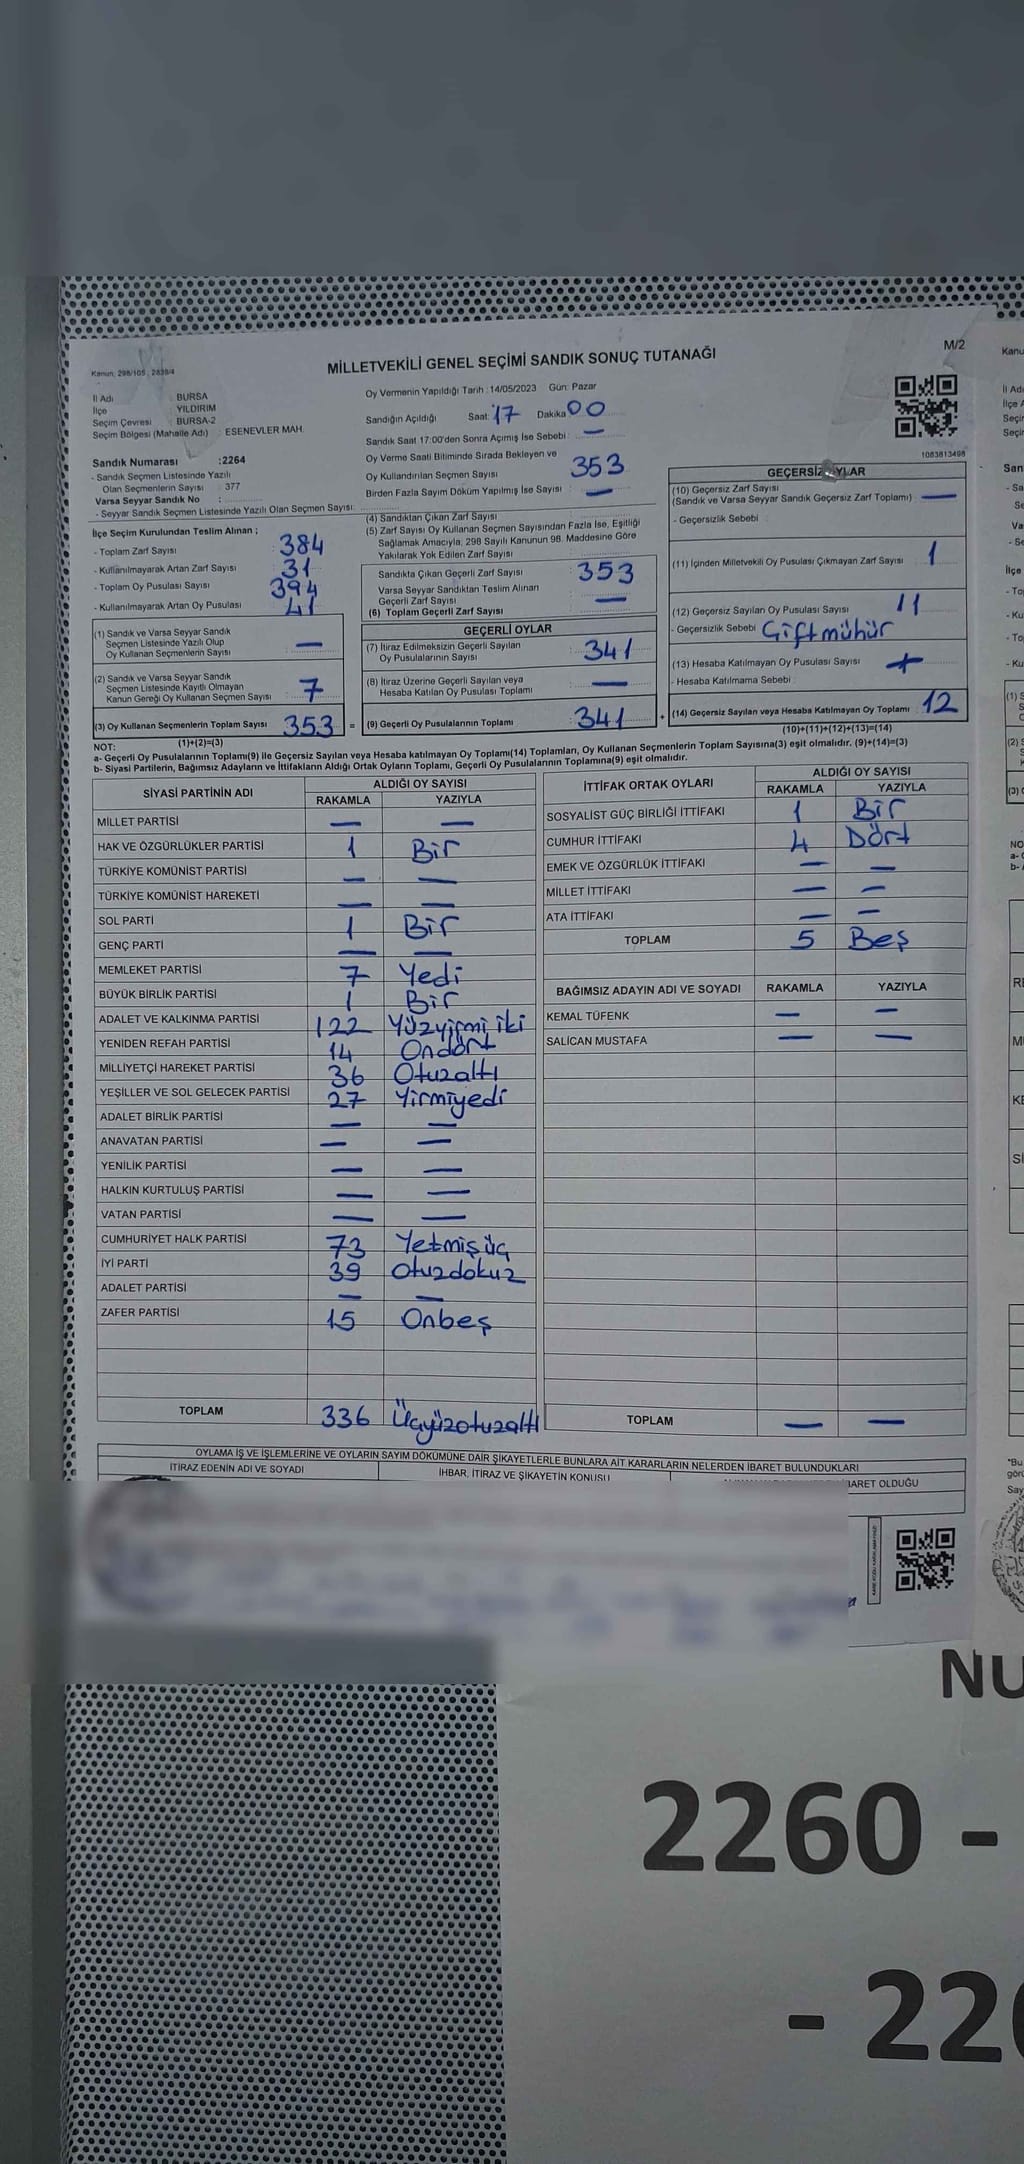 Kanun; 298/105 ; 2839/4
MİLLETVEKİLİ GENEL SEÇİMİ SANDIK SONUÇ TUTANAĞI
M/2
İl Adı BURSA
İlçe YILDIRIM
Seçim Çevresi BURSA-2
Seçim Bölgesi (Mahalle Adı) ESENEVLER MAH.
Sandık Numarası :2264
- Sandık Seçmen Listesinde Yazılı
Olan Seçmenlerin Sayısı : 377
Varsa Seyyar Sandık No :
- Seyyar Sandık Seçmen Listesinde Yazılı Olan Seçmen Sayısı:
Oy Vermenin Yapıldığı Tarih : 14/05/2023 Gün: Pazar
Sandığın Açıldığı Saat: 17 Dakika 00
Sandık Saat 17:00'den Sonra Açımış İse Sebebi : —
Oy Verme Saati Bitiminde Sırada Bekleyen ve
Oy Kullandırılan Seçmen Sayısı : 353
Birden Fazla Sayım Döküm Yapılmış İse Sayısı : —
1083813498
İlçe Seçim Kurulundan Teslim Alınan ;
- Toplam Zarf Sayısı : 384
- Kullanılmayarak Artan Zarf Sayısı : 31
- Toplam Oy Pusulası Sayısı : 394
- Kullanılmayarak Artan Oy Pusulası : 41
(1) Sandık ve Varsa Seyyar Sandık
Seçmen Listesinde Yazılı Olup
Oy Kullanan Seçmenlerin Sayısı : —
(2) Sandık ve Varsa Seyyar Sandık
Seçmen Listesinde Kayıtlı Olmayan
Kanun Gereği Oy Kullanan Seçmen Sayısı : 7
(3) Oy Kullanan Seçmenlerin Toplam Sayısı : 353 =
(1)+(2)=(3)
(4) Sandıktan Çıkan Zarf Sayısı :
(5) Zarf Sayısı Oy Kullanan Seçmen Sayısından Fazla İse, Eşitliği
Sağlamak Amacıyla, 298 Sayılı Kanunun 98. Maddesine Göre
Yakılarak Yok Edilen Zarf Sayısı :
Sandıkta Çıkan Geçerli Zarf Sayısı : 353
Varsa Seyyar Sandıktan Teslim Alınan
Geçerli Zarf Sayısı : —
(6) Toplam Geçerli Zarf Sayısı :
GEÇERLİ OYLAR
(7) İtiraz Edilmeksizin Geçerli Sayılan
Oy Pusulalarının Sayısı : 341
(8) İtiraz Üzerine Geçerli Sayılan veya
Hesaba Katılan Oy Pusulası Toplamı : —
(9) Geçerli Oy Pusulalarının Toplamı : 341 +
GEÇERSİZ OYLAR
(10) Geçersiz Zarf Sayısı
(Sandık ve Varsa Seyyar Sandık Geçersiz Zarf Toplamı) : —
- Geçersizlik Sebebi :
(11) İçinden Milletvekili Oy Pusulası Çıkmayan Zarf Sayısı : 1
(12) Geçersiz Sayılan Oy Pusulası Sayısı : 11
- Geçersizlik Sebebi : Çiftmühür
(13) Hesaba Katılmayan Oy Pusulası Sayısı :
- Hesaba Katılmama Sebebi :
(14) Geçersiz Sayılan veya Hesaba Katılmayan Oy Toplamı : 12
(10)+(11)+(12)+(13)=(14)
NOT:
a- Geçerli Oy Pusulalarının Toplamı(9) ile Geçersiz Sayılan veya Hesaba katılmayan Oy Toplamı(14) Toplamları, Oy Kullanan Seçmenlerin Toplam Sayısına(3) eşit olmalıdır. (9)+(14)=(3)
b- Siyasi Partilerin, Bağımsız Adayların ve İttifakların Aldığı Ortak Oyların Toplamı, Geçerli Oy Pusulalarının Toplamına(9) eşit olmalıdır.
SİYASİ PARTİNİN ADI ALDIĞI OY SAYISI
RAKAMLA YAZIYLA
MİLLET PARTİSİ — —
HAK VE ÖZGÜRLÜKLER PARTİSİ 1 Bir
TÜRKİYE KOMÜNİST PARTİSİ — —
TÜRKİYE KOMÜNİST HAREKETİ — —
SOL PARTİ 1 Bir
GENÇ PARTİ — —
MEMLEKET PARTİSİ 7 Yedi
BÜYÜK BİRLİK PARTİSİ 1 Bir
ADALET VE KALKINMA PARTİSİ 122 Yüzyirmi iki
YENİDEN REFAH PARTİSİ 14 Ondört
MİLLİYETÇİ HAREKET PARTİSİ 36 Otuzaltı
YEŞİLLER VE SOL GELECEK PARTİSİ 27 Yirmiyedi
ADALET BİRLİK PARTİSİ — —
ANAVATAN PARTİSİ — —
YENİLİK PARTİSİ — —
HALKIN KURTULUŞ PARTİSİ — —
VATAN PARTİSİ — —
CUMHURİYET HALK PARTİSİ 73 Yetmişüç
İYİ PARTİ 39 Otuzdokuz
ADALET PARTİSİ — —
ZAFER PARTİSİ 15 Onbeş
TOPLAM 336 Üçyüzotuzaltı
İTTİFAK ORTAK OYLARI ALDIĞI OY SAYISI
RAKAMLA YAZIYLA
SOSYALİST GÜÇ BİRLİĞİ İTTİFAKI 1 Bir
CUMHUR İTTİFAKI 4 Dört
EMEK VE ÖZGÜRLÜK İTTİFAKI — —
MİLLET İTTİFAKI — —
ATA İTTİFAKI — —
TOPLAM 5 Beş
BAĞIMSIZ ADAYIN ADI VE SOYADI RAKAMLA YAZIYLA
KEMAL TÜFENK — —
SALİCAN MUSTAFA — —
TOPLAM — —
OYLAMA İŞ VE İŞLEMLERİNE VE OYLARIN SAYIM DÖKÜMÜNE DAİR ŞİKAYETLERLE BUNLARA AİT KARARLARIN NELERDEN İBARET BULUNDUKLARI
İTİRAZ EDENİN ADI VE SOYADI İHBAR, İTİRAZ VE ŞİKAYETİN KONUSU İBARET OLDUĞU
NU
2260 -
- 226